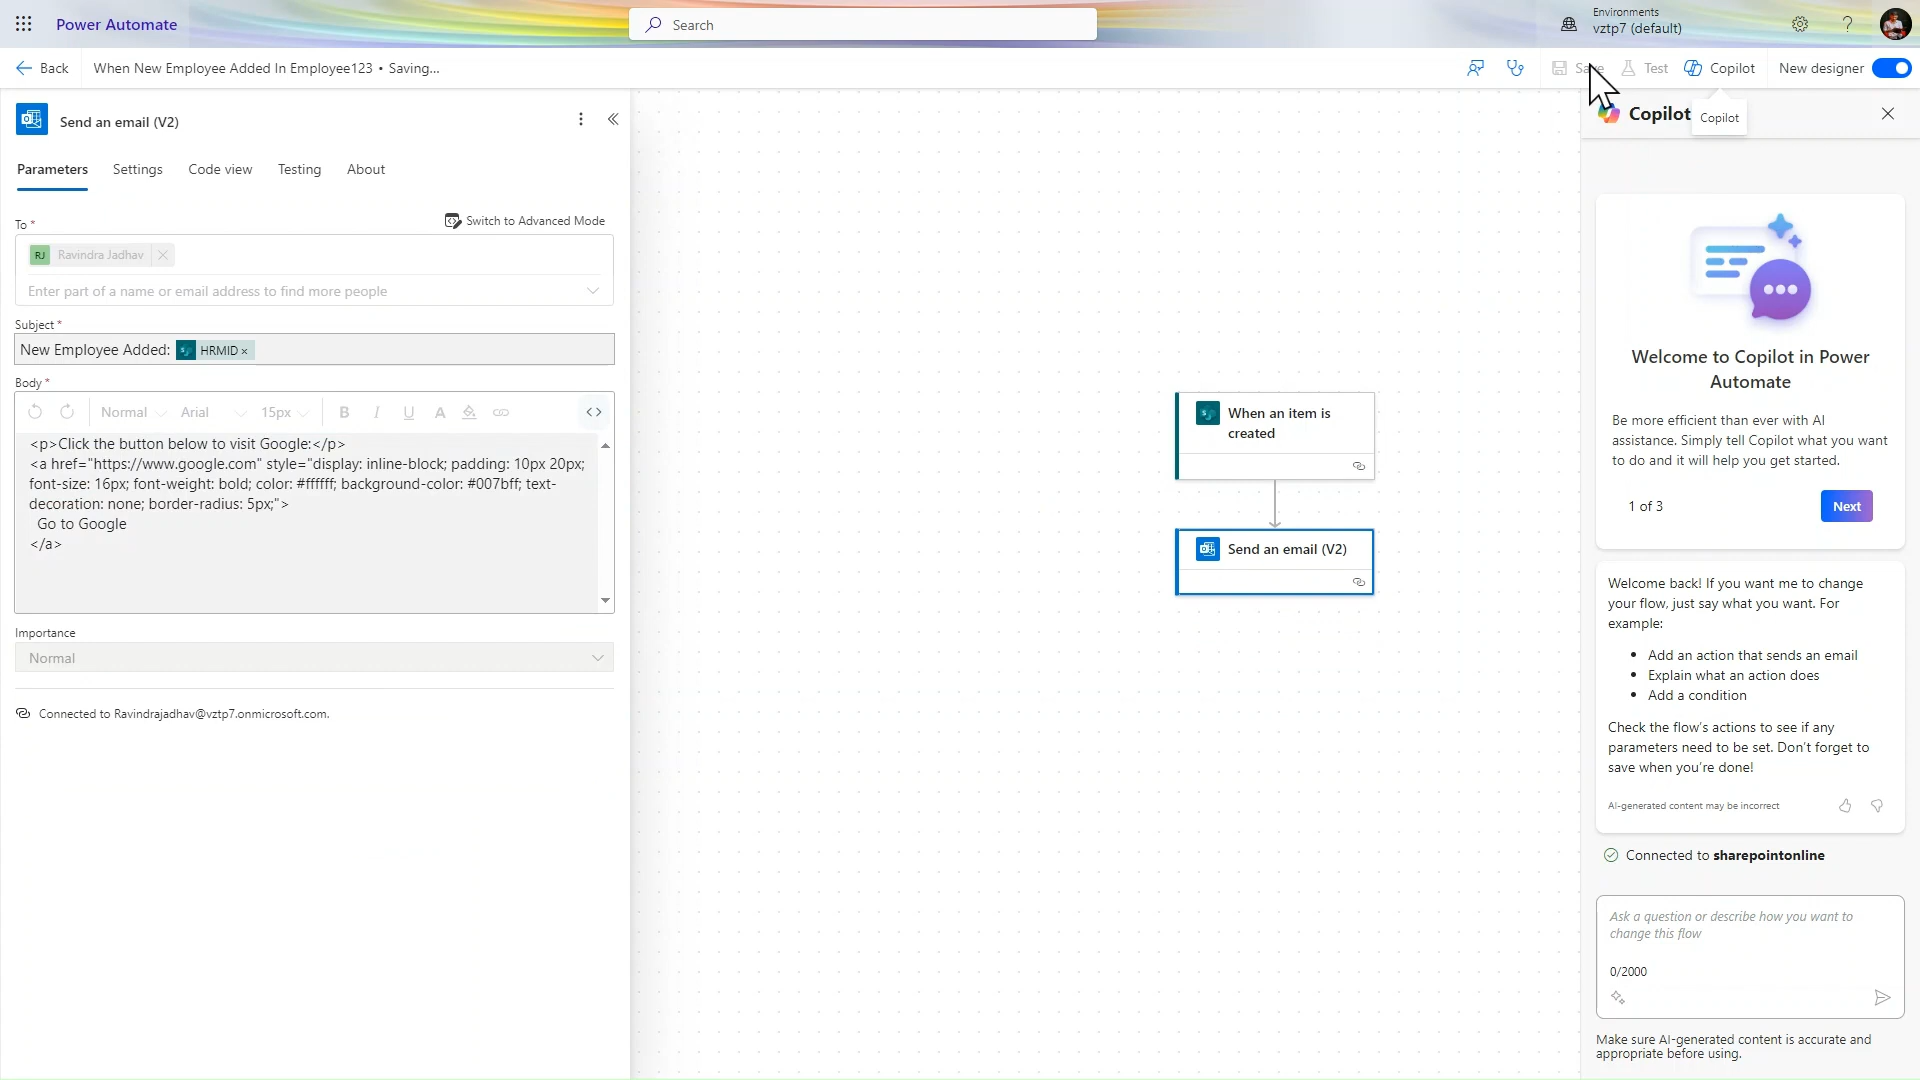 Power Automate
Search
Environments
vztp7 (default)
Back
When New Employee Added In Employee123 • Saving...
Test
Copilot
New designer
Send an email (V2)
Parameters
Settings
Code view
Testing
About
To *
Switch to Advanced Mode
RJ Ravindra Jadhav
Enter part of a name or email address to find more people
Subject *
New Employee Added: HRMID ×
Body *
Normal
Arial
15px
B I U A
<p>Click the button below to visit Google:</p>
<a href="https://www.google.com" style="display: inline-block; padding: 10px 20px;
font-size: 16px; font-weight: bold; color: #ffffff; background-color: #007bff; text-
decoration: none; border-radius: 5px;">
Go to Google
</a>
Importance
Normal
Connected to Ravindrajadhav@vztp7.onmicrosoft.com.
When an item is
created
Send an email (V2)
Copilot
Copilot
Welcome to Copilot in Power
Automate
Be more efficient than ever with AI
assistance. Simply tell Copilot what you want
to do and it will help you get started.
1 of 3
Next
Welcome back! If you want me to change
your flow, just say what you want. For
example:
• Add an action that sends an email
• Explain what an action does
• Add a condition
Check the flow's actions to see if any
parameters need to be set. Don't forget to
save when you're done!
AI-generated content may be incorrect
Connected to sharepointonline
Ask a question or describe how you want to
change this flow
0/2000
Make sure AI-generated content is accurate and
appropriate before using.